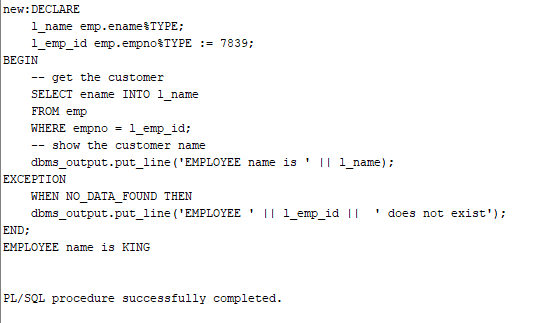 new:DECLARE
    l_name emp.ename%TYPE;
    l_emp_id emp.empno%TYPE := 7839;
BEGIN
    -- get the customer
    SELECT ename INTO l_name
    FROM emp
    WHERE empno = l_emp_id;
    -- show the customer name
    dbms_output.put_line('EMPLOYEE name is ' || l_name);
EXCEPTION
    WHEN NO_DATA_FOUND THEN
    dbms_output.put_line('EMPLOYEE ' || l_emp_id ||  ' does not exist');
END;
EMPLOYEE name is KING
PL/SQL procedure successfully completed.